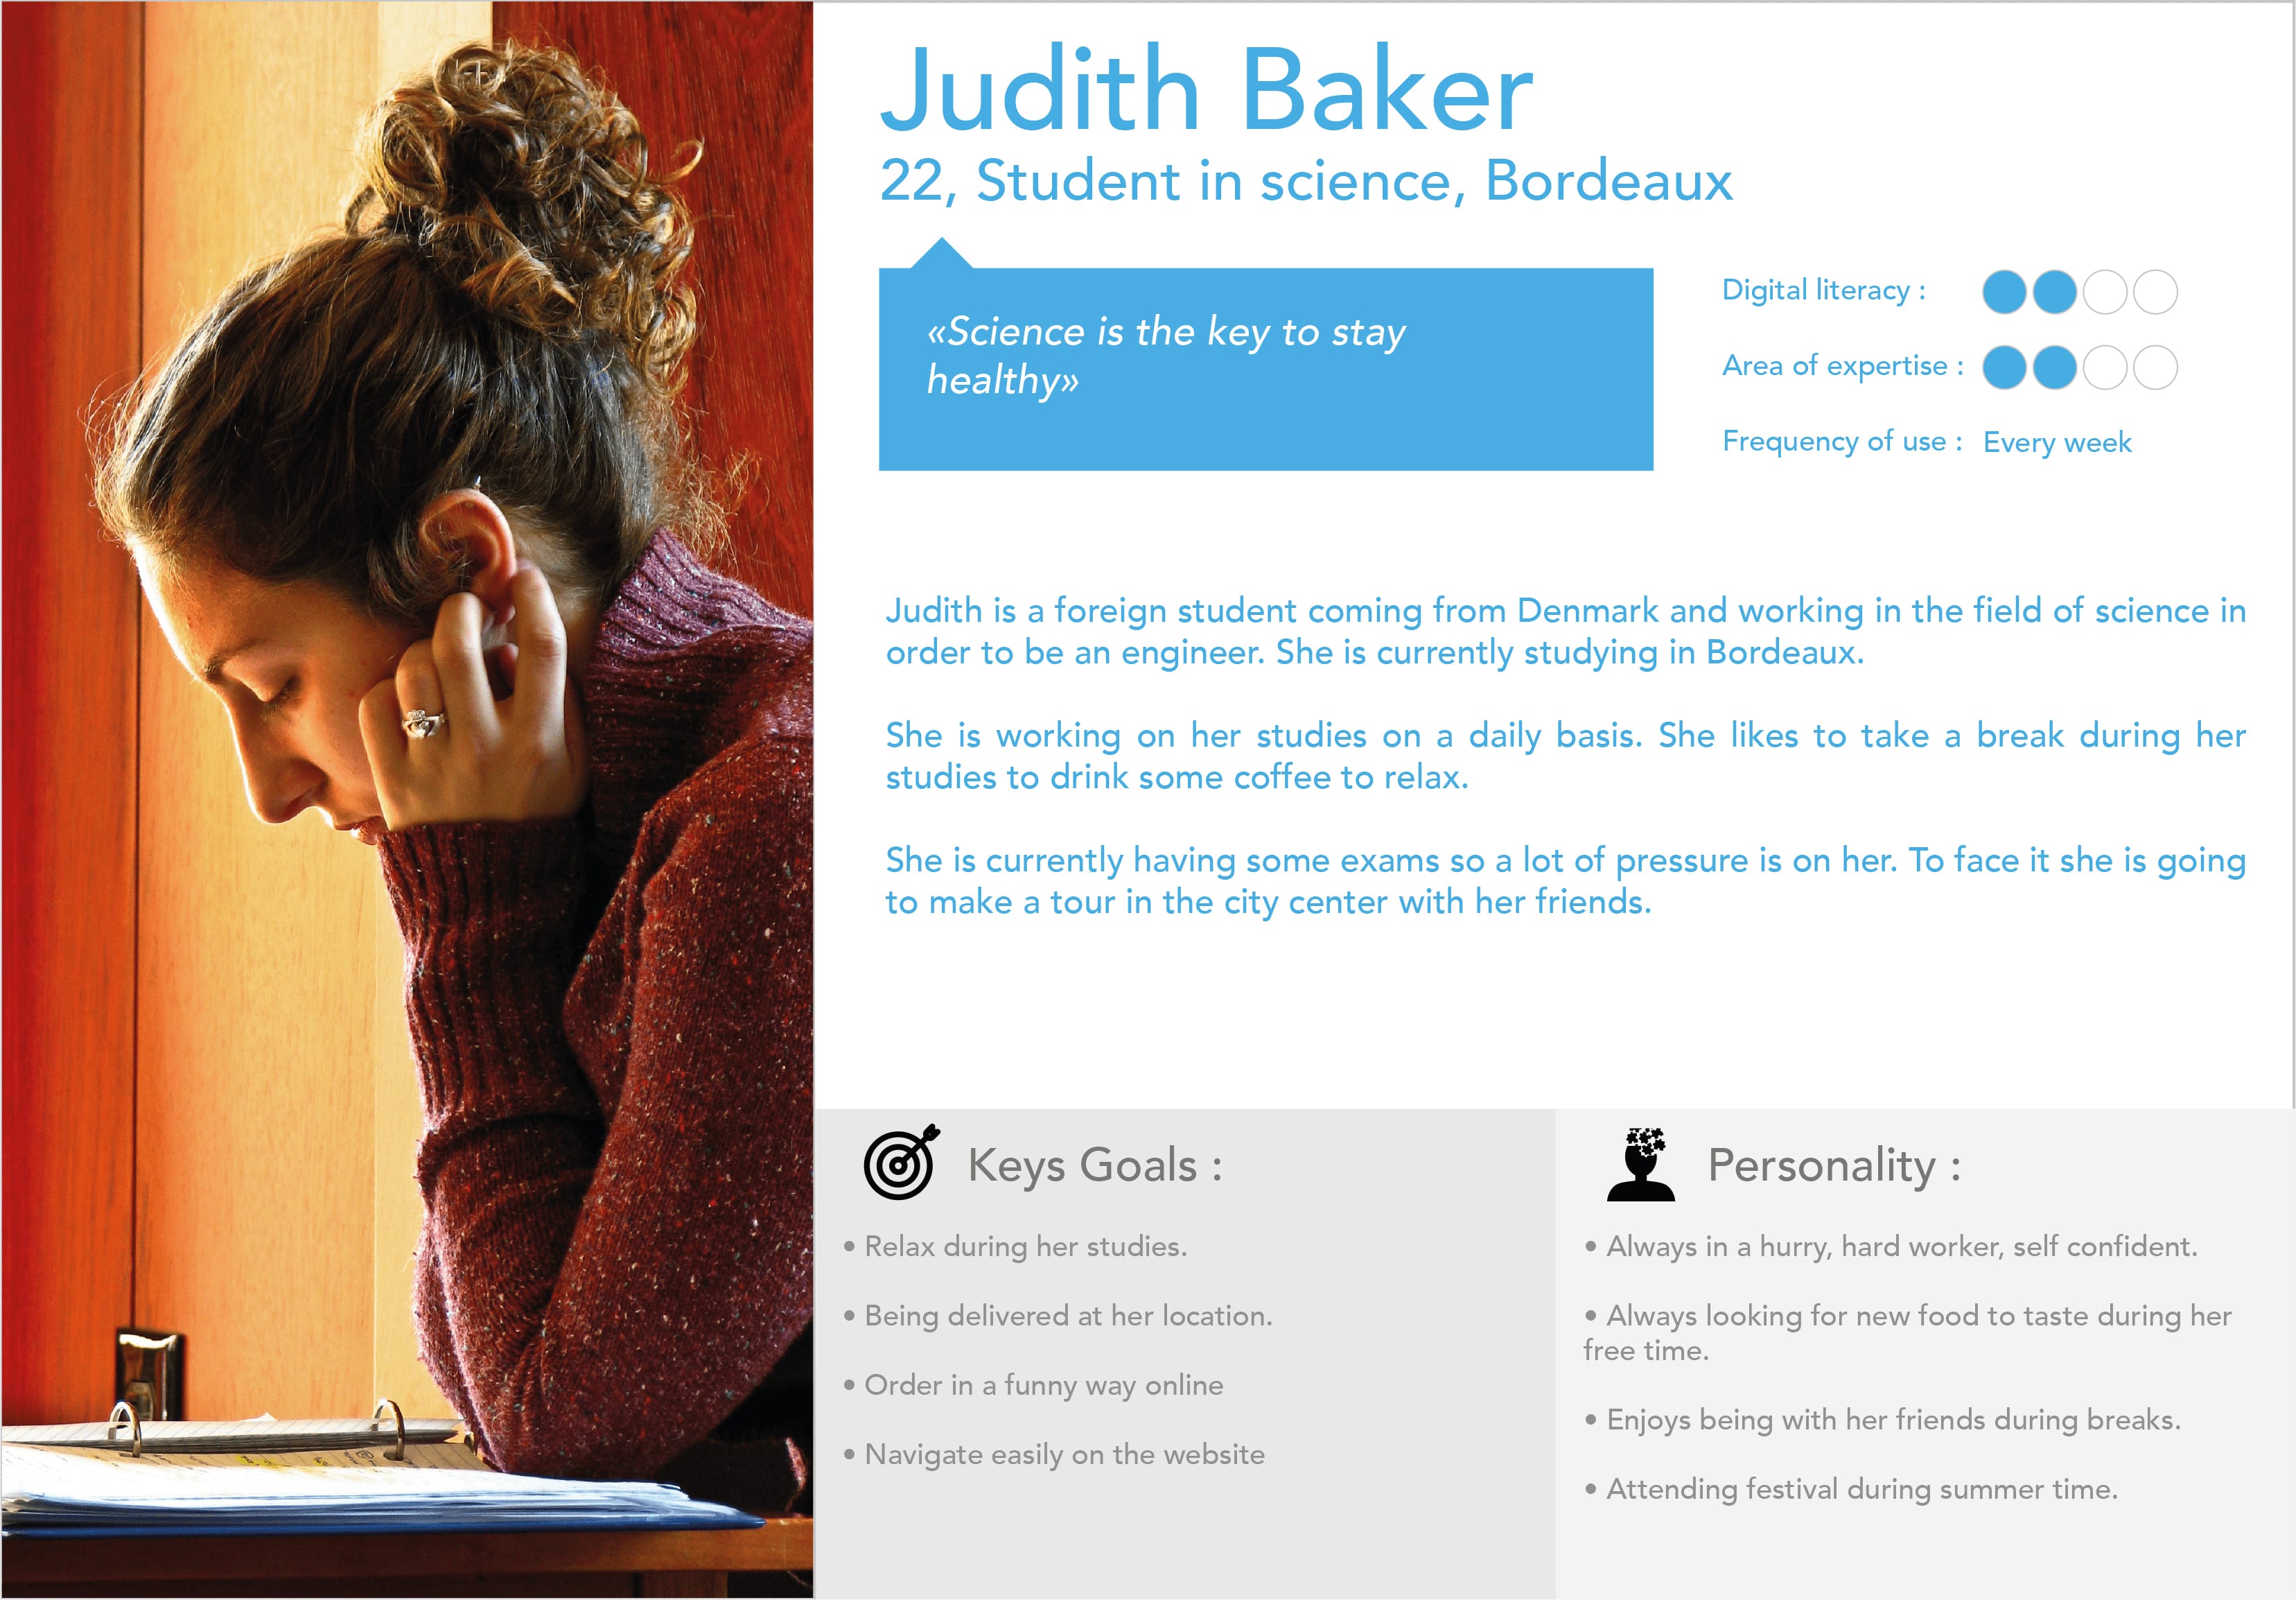 Judith Baker
22, Student in science, Bordeaux
«Science is the key to stay
healthy»
Digital literacy :
Area of expertise :
Frequency of use : Every week
Judith is a foreign student coming from Denmark and working in the field of science in
order to be an engineer. She is currently studying in Bordeaux.
She is working on her studies on a daily basis. She likes to take a break during her
studies to drink some coffee to relax.
She is currently having some exams so a lot of pressure is on her. To face it she is going
to make a tour in the city center with her friends.
Keys Goals :
• Relax during her studies.
• Being delivered at her location.
• Order in a funny way online
• Navigate easily on the website
Personality :
• Always in a hurry, hard worker, self confident.
• Always looking for new food to taste during her
free time.
• Enjoys being with her friends during breaks.
• Attending festival during summer time.